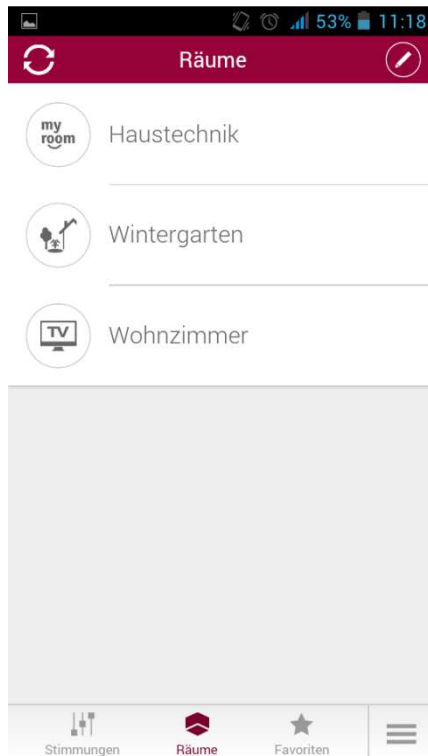 53% 11:18
Räume
my
room
Haustechnik
Wintergarten
TV
Wohnzimmer
Stimmungen Räume Favoriten